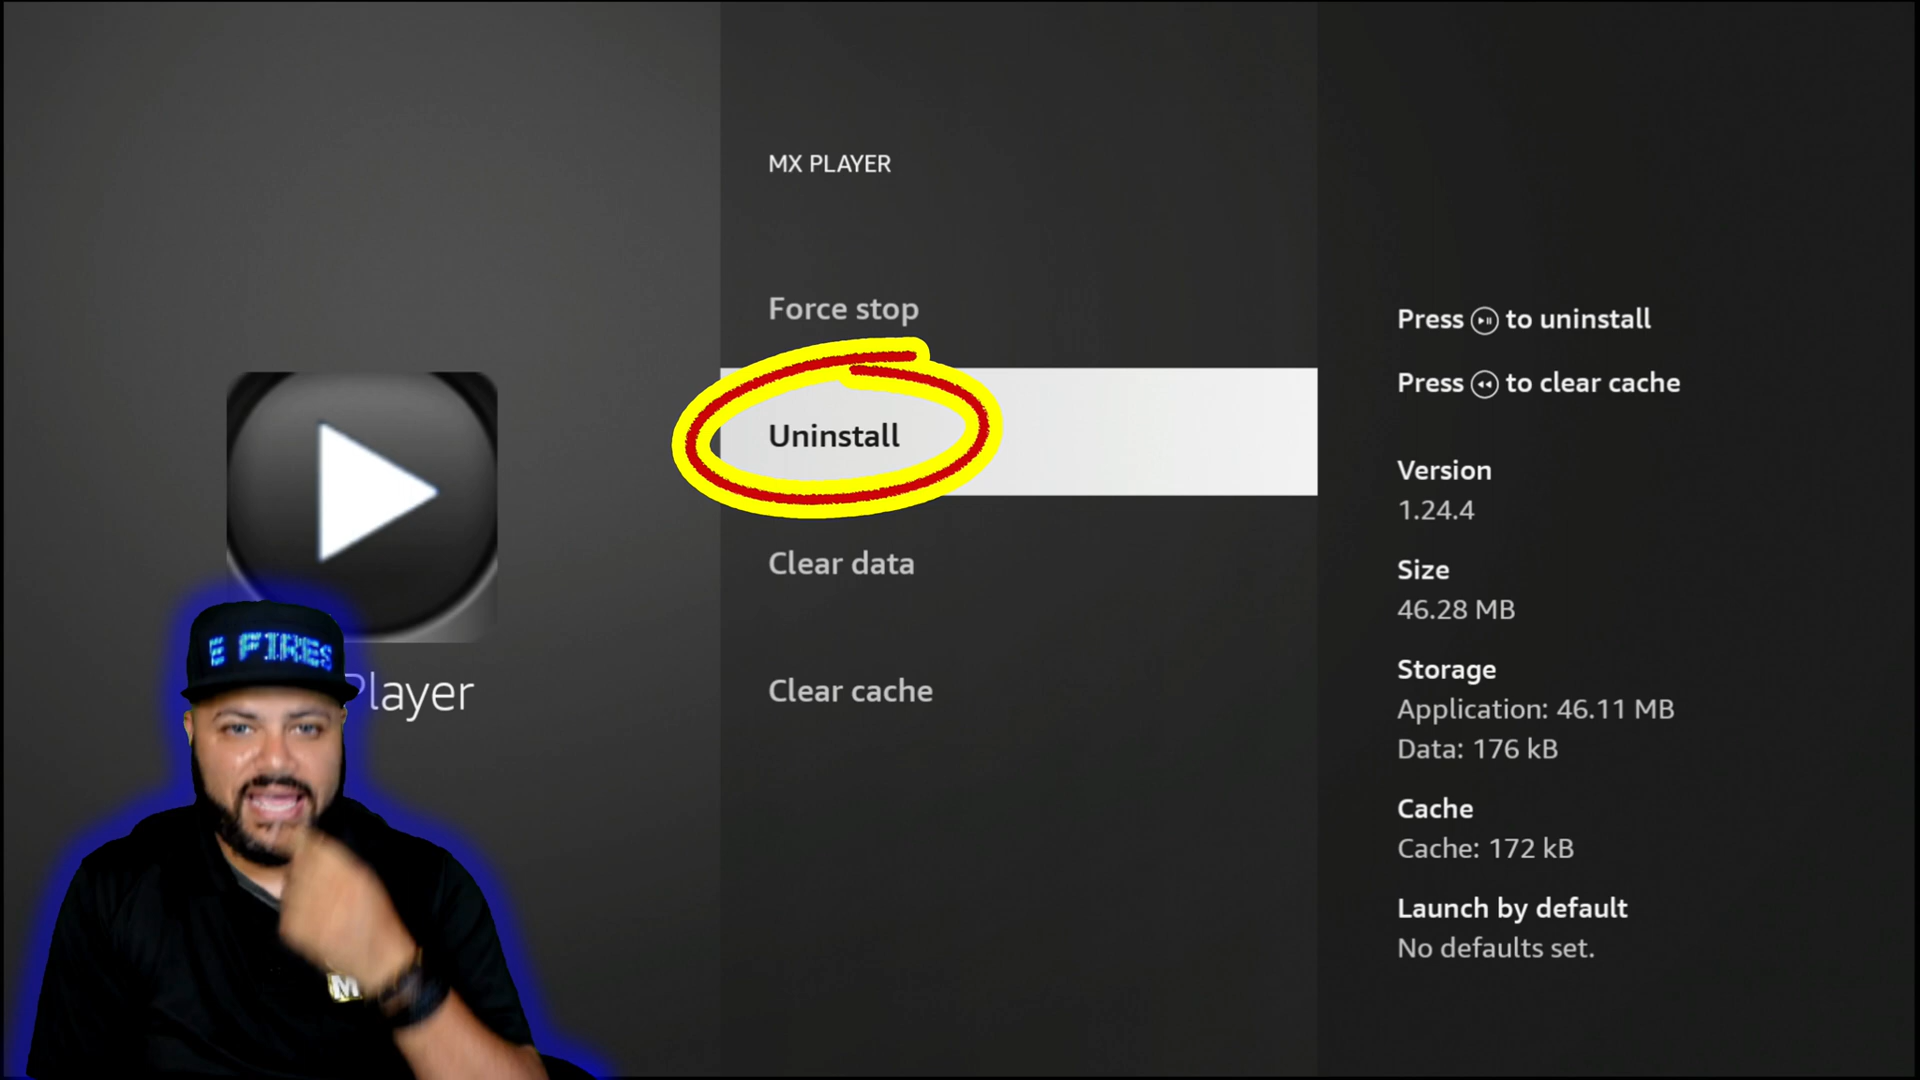 MX PLAYER
Force stop
Uninstall
Clear data
Clear cache
Player
E FIRES
M
Press to uninstall
Press to clear cache
Version
1.24.4
Size
46.28 MB
Storage
Application: 46.11 MB
Data: 176 kB
Cache
Cache: 172 kB
Launch by default
No defaults set.